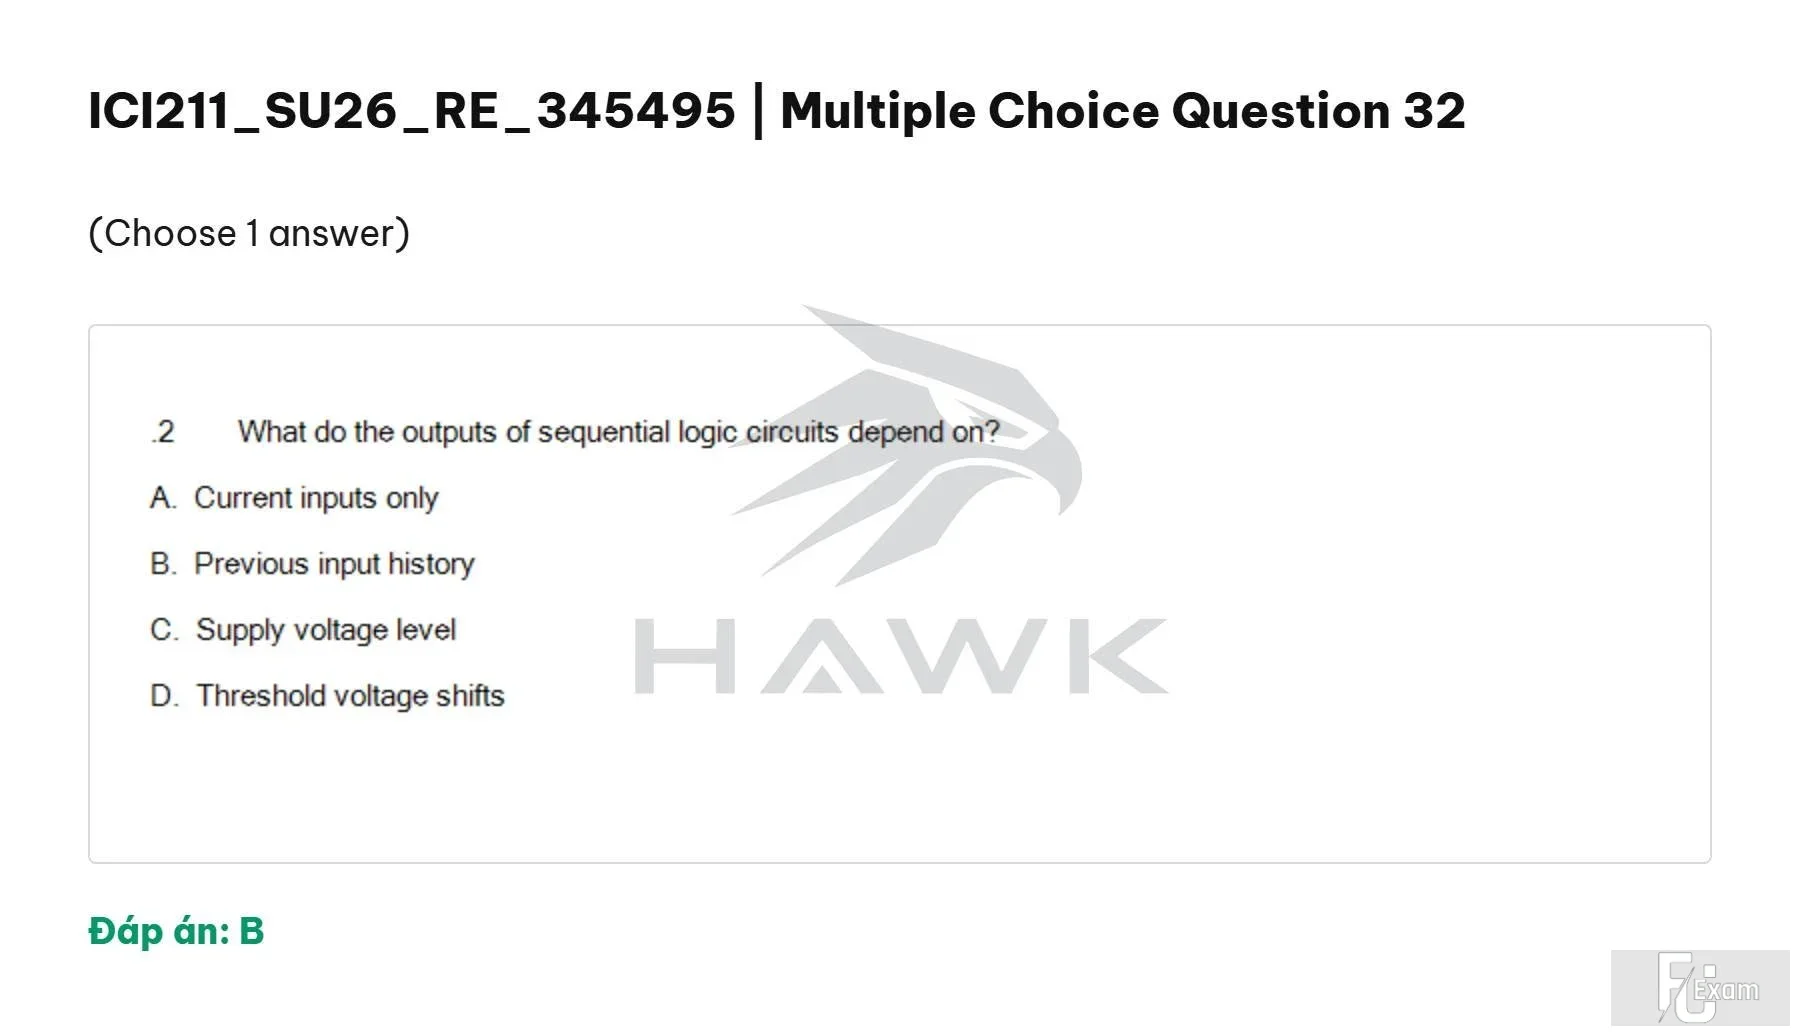 ICI211_SU26_RE_345495 | Multiple Choice Question 32
(Choose 1 answer)
.2 What do the outputs of sequential logic circuits depend on?
A. Current inputs only
B. Previous input history
C. Supply voltage level
D. Threshold voltage shifts
HAWK
Đáp án: B
FU Exam